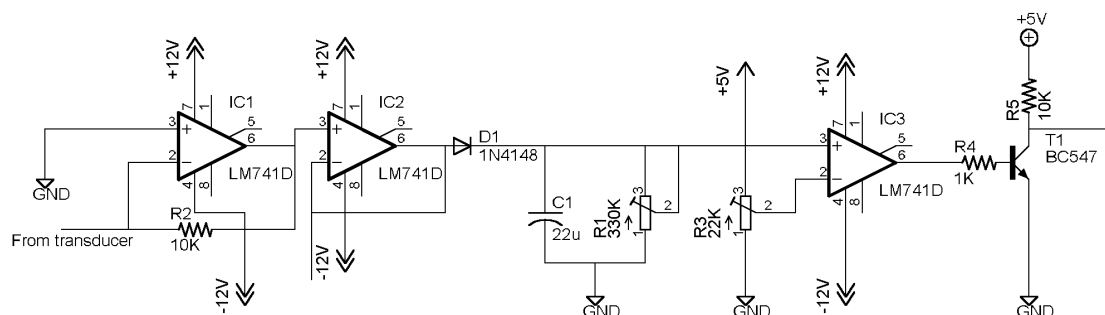 +12V
7
1
IC1
3
+
5
6
2
-
4
8
LM741D
GND
R2
10K
From transducer
-12V
+12V
7
1
IC2
3
+
5
6
2
-
4
8
LM741D
-12V
D1
1N4148
C1
22u
R1
330K
3
2
1
GND
+5V
R3
22K
3
2
1
GND
+12V
7
1
IC3
3
+
5
6
2
-
4
8
LM741D
-12V
R4
1K
+5V
R5
10K
T1
BC547
GND